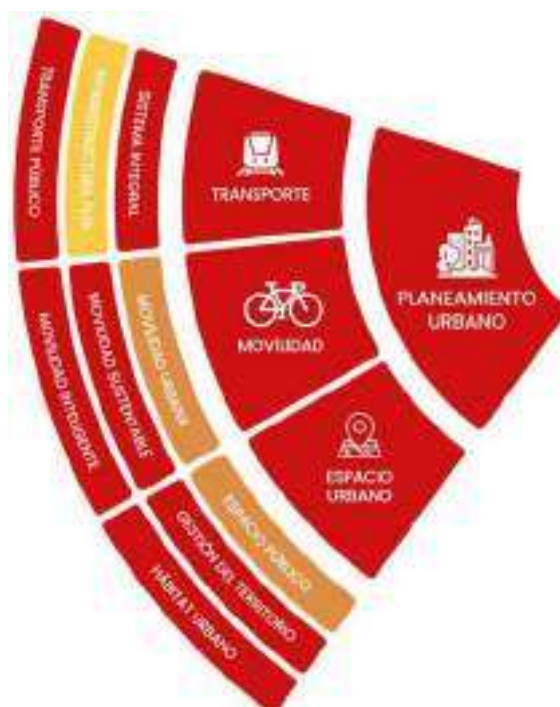 TRANSPORTE PÚBLICO
SISTEMA INTEGRAL
TRANSPORTE
PLANEAMIENTO
URBANO
MOVILIDAD INTELIGENTE
MOVILIDAD SUSTENTABLE
MOVILIDAD URBANA
MOVILIDAD
ESPACIO
URBANO
ESPACIO PÚBLICO
GESTIÓN DEL TERRITORIO
HÁBITAT URBANO